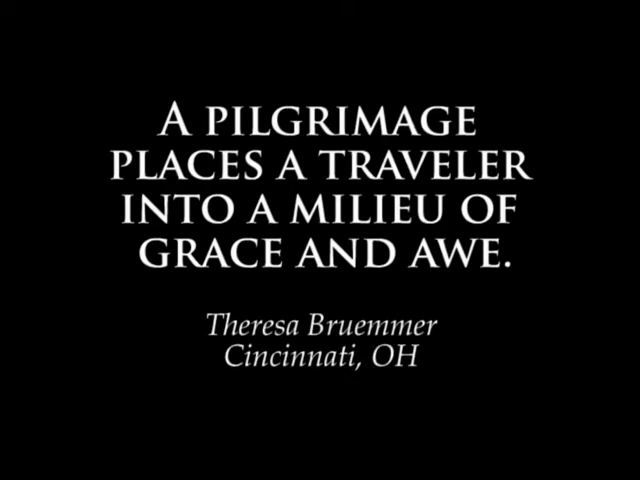 A PILGRIMAGE
PLACES A TRAVELER
INTO A MILIEU OF
GRACE AND AWE.
Theresa Bruemmer
Cincinnati, OH